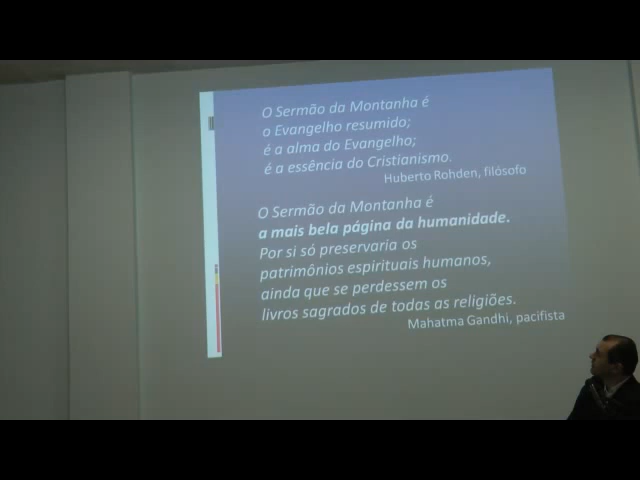 O Sermão da Montanha é
o Evangelho resumido;
é a alma do Evangelho;
é a essência do Cristianismo.
Huberto Rohden, filósofo
O Sermão da Montanha é
a mais bela página da humanidade.
Por si só preservaria os
patrimônios espirituais humanos,
ainda que se perdessem os
livros sagrados de todas as religiões.
Mahatma Gandhi, pacifista